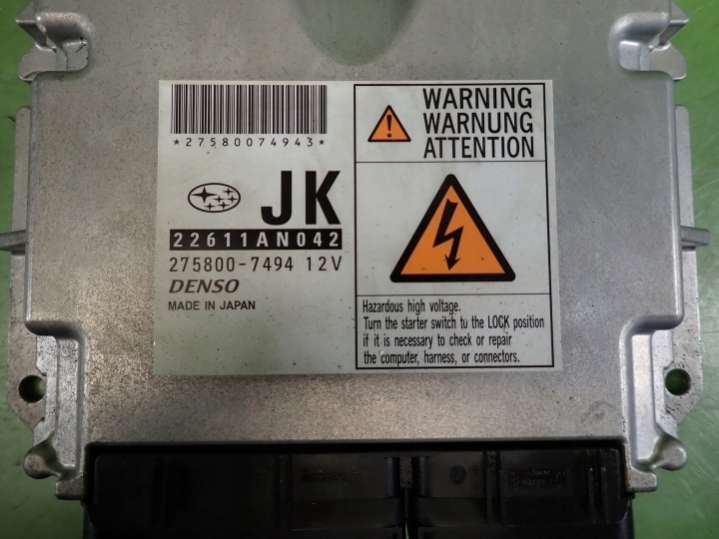 *27580074943*
JK
22611AN042
275800-7494 12V
DENSO
MADE IN JAPAN
WARNING
WARNUNG
ATTENTION
Hazardous high voltage.
Turn the starter switch to the LOCK position
if it is necessary to check or repair
the computer, harness, or connectors.